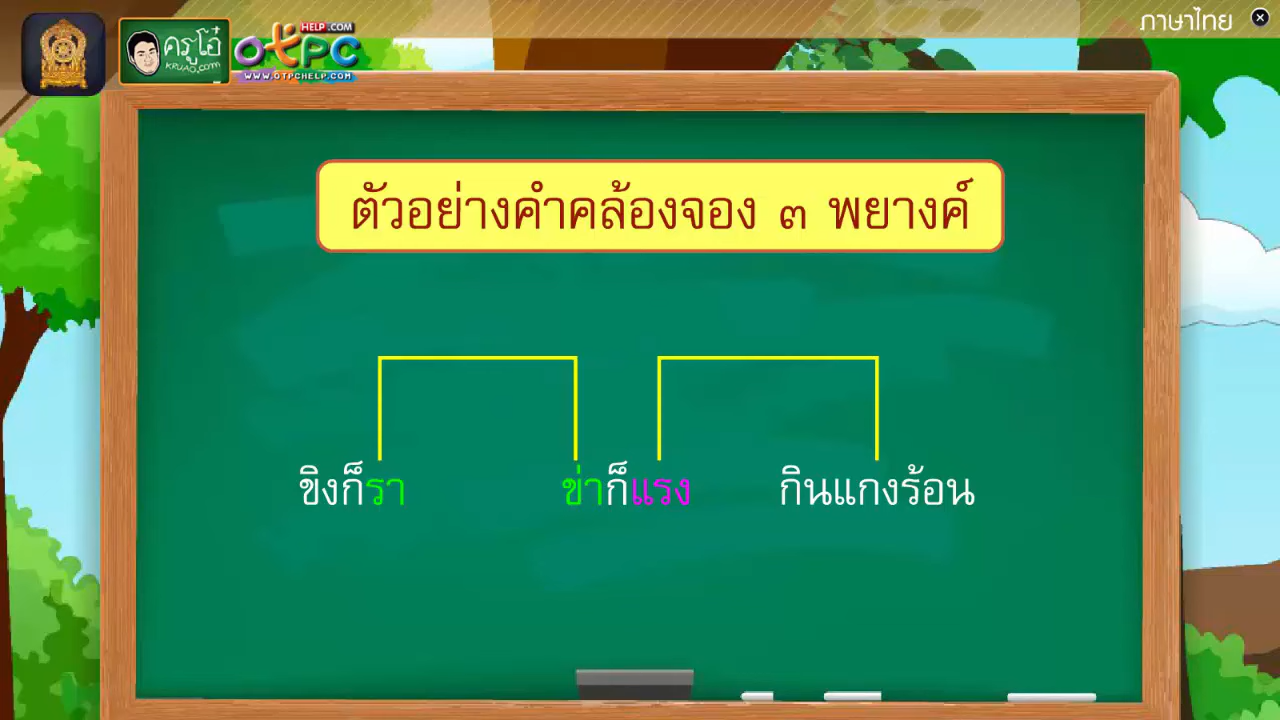 ภาษาไทย
ครูโอ๋
KRUAO.com
HELP .COM
OTPC
WWW.OTPCHELP.COM
ตัวอย่างคำคล้องจอง ๓ พยางค์
ขิงก็รา ข่าก็แรง กินแกงร้อน